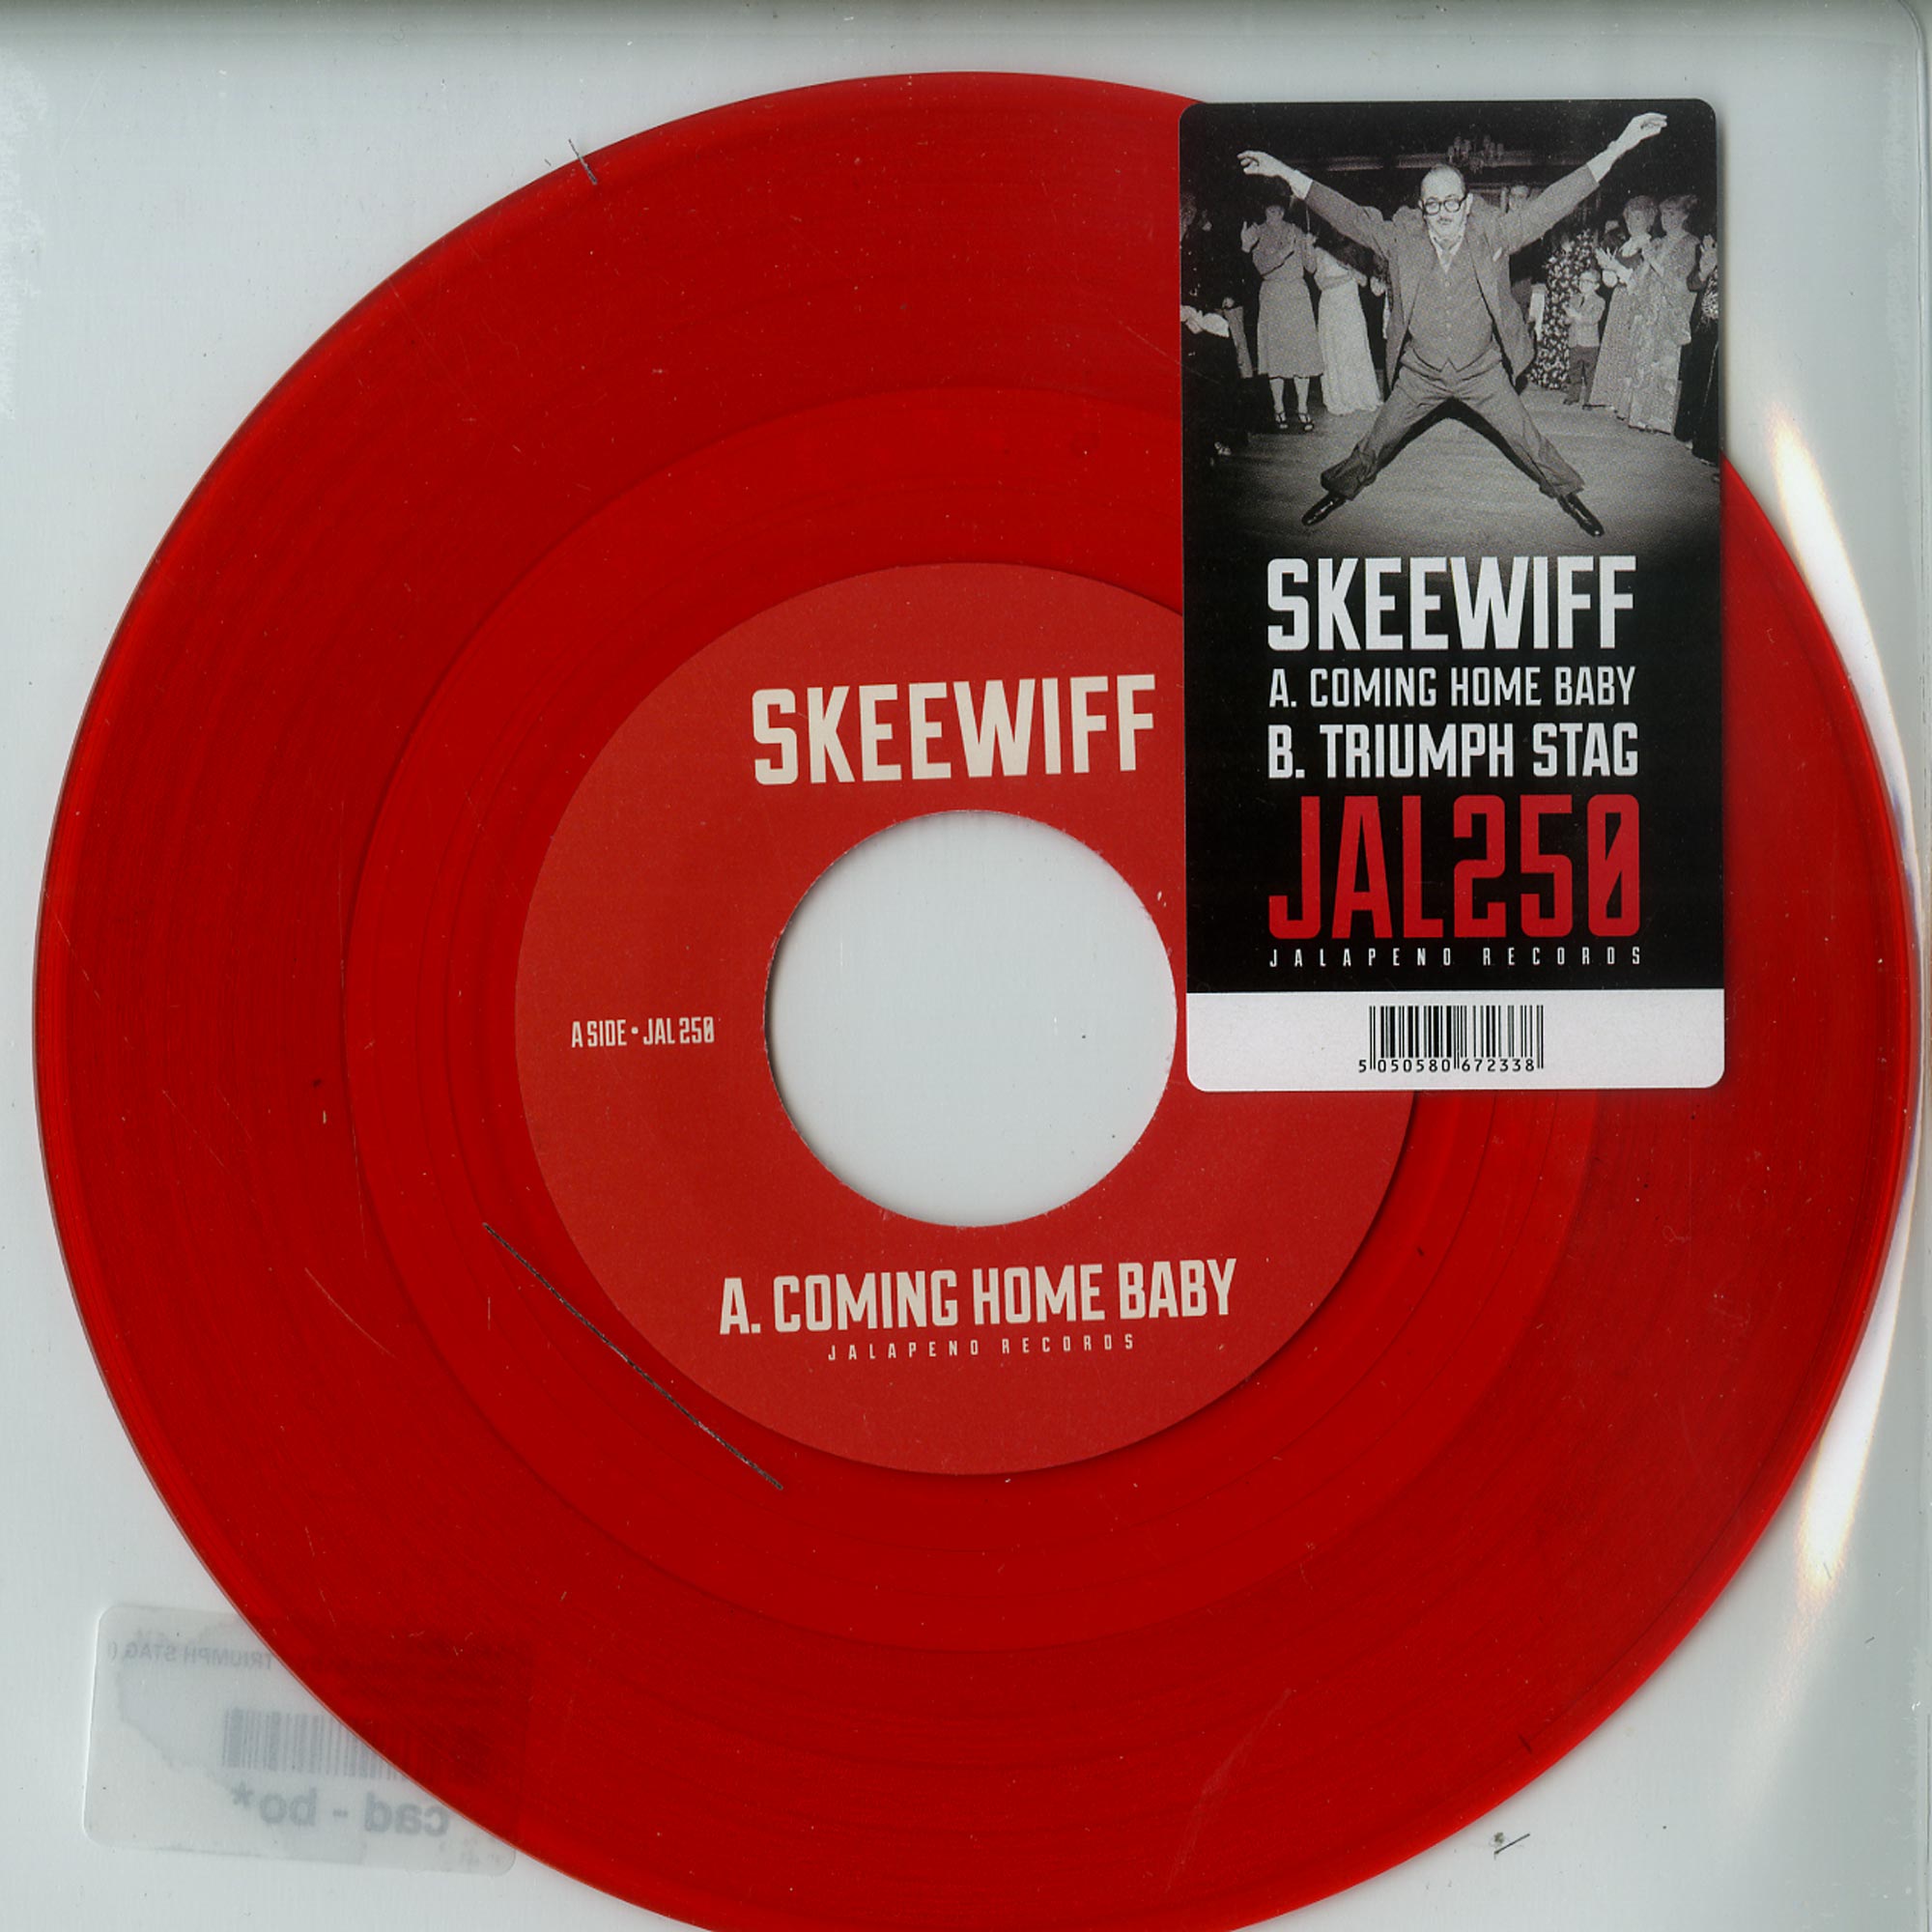 SKEEWIFF
A SIDE • JAL 250
A. COMING HOME BABY
JALAPENO RECORDS
SKEEWIFF
A. COMING HOME BABY
B. TRIUMPH STAG
JAL250
JALAPENO RECORDS
5 050580 672338
TRIUMPH STAG (
cad - bo*